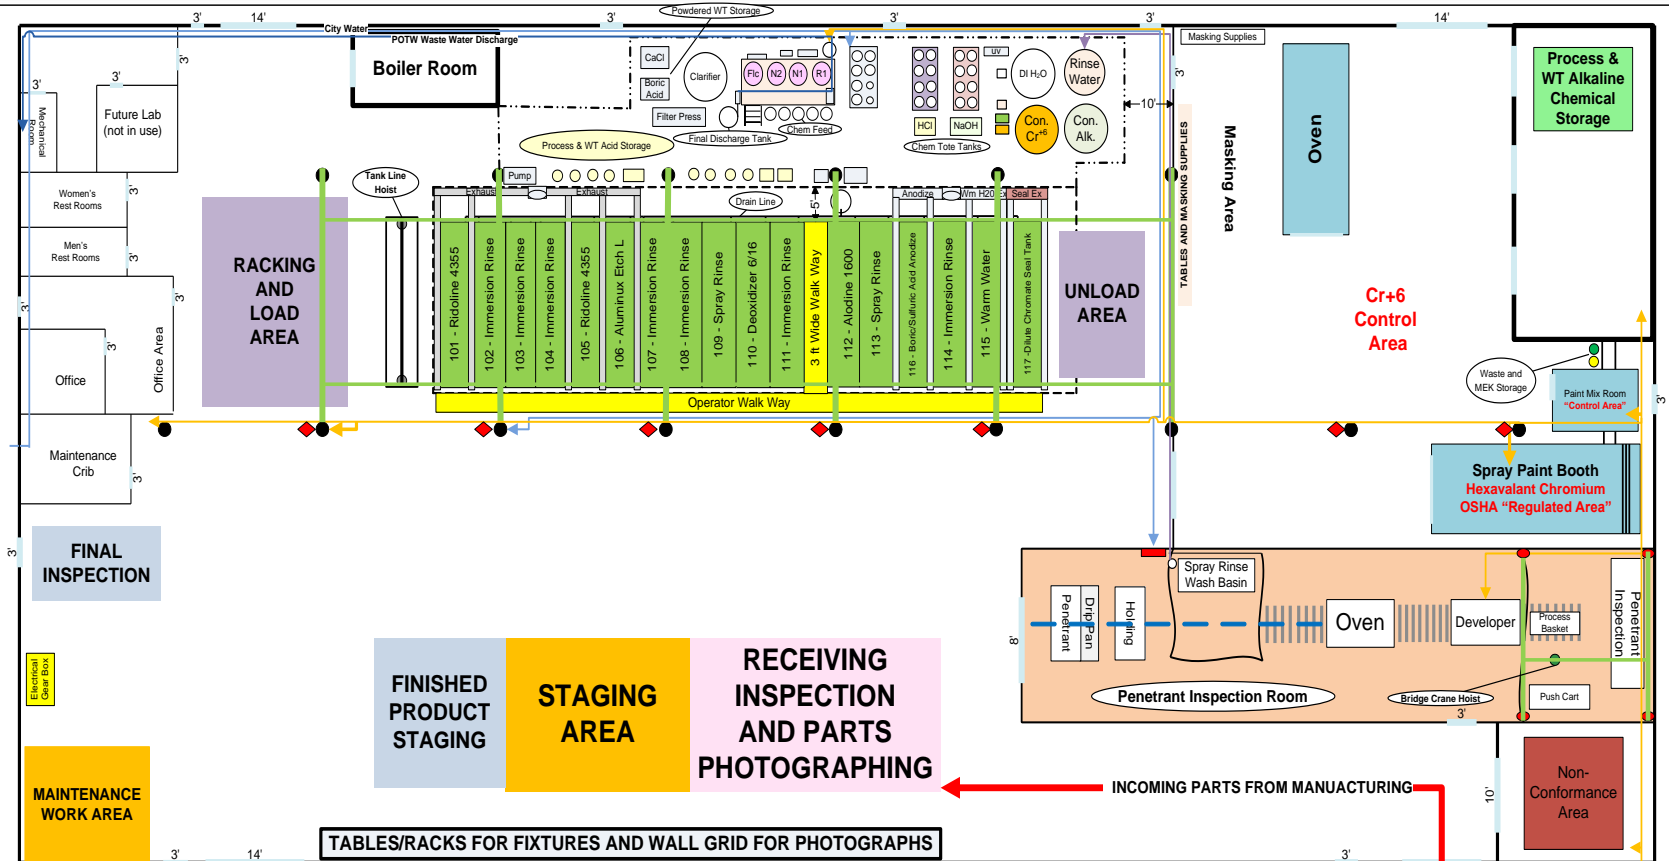 3'
14'
3'
3'
3'
14'
City Water
POTW Waste Water Discharge
Powdered WT Storage
Masking Supplies
Boiler Room
CaCl
Boric
Acid
Filter Press
Clarifier
Flc
N2
N1
R1
Final Discharge Tank
Chem Feed
UV
DI H₂O
Rinse
Water
HCl
NaOH
Chem Tote Tanks
Con.
Cr+6
Con.
Alk.
10'
3'
Process & WT Acid Storage
Process &
WT Alkaline
Chemical
Storage
Oven
Masking Area
TABLES AND MASKING SUPPLIES
3'
3'
3'
Mechanical
Room
Future Lab
(not in use)
Women's
Rest Rooms
3'
Men's
Rest Rooms
3'
3'
3'
Office Area
Office
3'
Maintenance
Crib
3'
Tank Line
Hoist
Pump
Exhaust
Exhaust
Drain Line
5'
Anodize
Wm H20 Ex
Seal Ex
RACKING
AND
LOAD
AREA
101 - Ridoline 4355
102 - Immersion Rinse
103 - Immersion Rinse
104 - Immersion Rinse
105 - Ridoline 4355
106 - Aluminux Etch L
107 - Immersion Rinse
108 - Immersion Rinse
109 - Spray Rinse
110 - Deoxidizer 6/16
111 - Immersion Rinse
3 ft Wide Walk Way
112 - Alodine 1600
113 - Spray Rinse
116 - Boric/Sulfuric Acid Anodize
114 - Immersion Rinse
115 - Warm Water
117 -Dilute Chromate Seal Tank
UNLOAD
AREA
Operator Walk Way
Cr+6
Control
Area
Waste and
MEK Storage
Paint Mix Room
"Control Area"
3'
Spray Paint Booth
Hexavalant Chromium
OSHA "Regulated Area"
3'
FINAL
INSPECTION
Electrical
Gear Box
MAINTENANCE
WORK AREA
3'
14'
FINISHED
PRODUCT
STAGING
STAGING
AREA
RECEIVING
INSPECTION
AND PARTS
PHOTOGRAPHING
TABLES/RACKS FOR FIXTURES AND WALL GRID FOR PHOTOGRAPHS
8'
Penetrant
Drip Pan
Holding
Spray Rinse
Wash Basin
Oven
Developer
Process
Basket
Penetrant
Inspection
Penetrant Inspection Room
Bridge Crane Hoist
Push Cart
3'
INCOMING PARTS FROM MANUACTURING
10'
Non-
Conformance
Area
3'